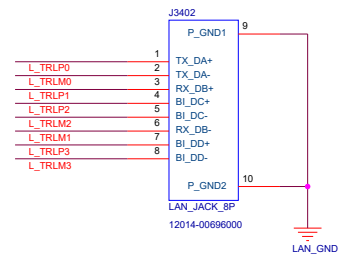 J3402
P_GND1 9
1 TX_DA+
L_TRLP0
2 TX_DA-
L_TRLM0
3 RX_DB+
L_TRLP1
4 BI_DC+
L_TRLP2
5 BI_DC-
L_TRLM2
6 RX_DB-
L_TRLM1
7 BI_DD+
L_TRLP3
8 BI_DD-
L_TRLM3
P_GND2 10
LAN_JACK_8P
12014-00696000
LAN_GND